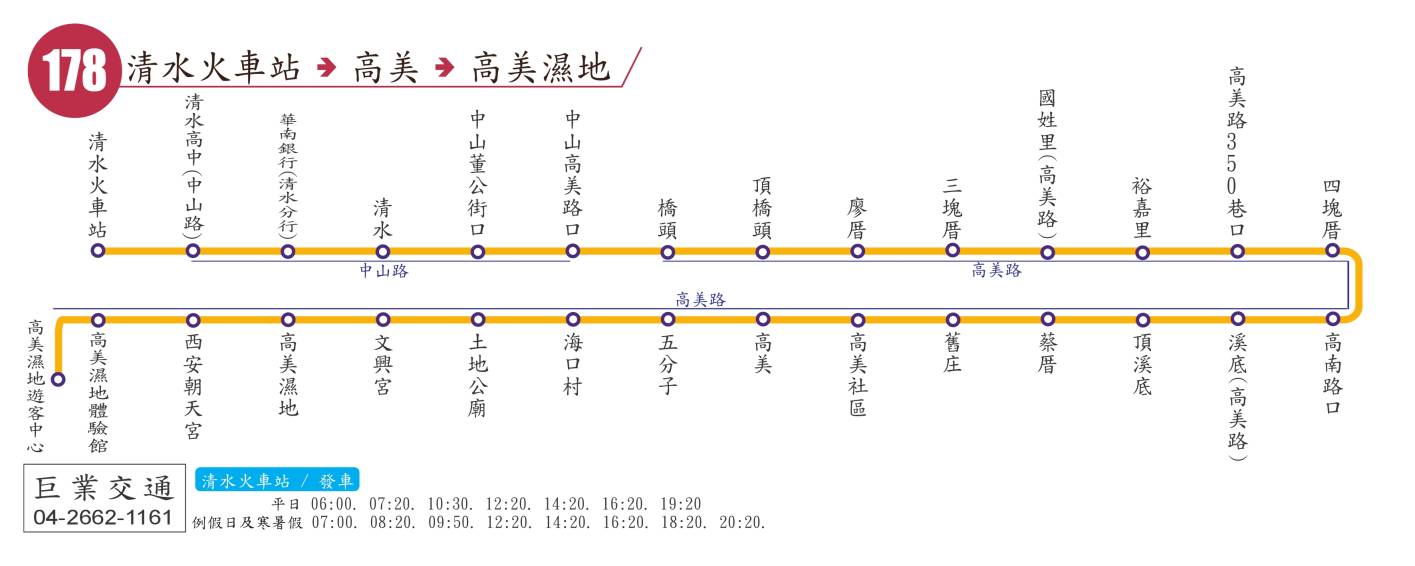 178
清水火車站 → 高美 → 高美濕地
清水火車站
清水高中(中山路)
華南銀行(清水分行)
清水
中山董公街口
中山高美路口
橋頭
頂橋頭
廖厝
三塊厝
國姓里(高美路)
裕嘉里
高美路350巷口
四塊厝
中山路
高美路
高美路
高美濕地遊客中心
高美濕地體驗館
西安朝天宮
高美濕地
文興宮
土地公廟
海口村
五分子
高美
高美社區
舊庄
蔡厝
頂溪底
溪底(高美路)
高南路口
巨業交通
04-2662-1161
清水火車站 / 發車
平日 06:00. 07:20. 10:30. 12:20. 14:20. 16:20. 19:20
例假日及寒暑假 07:00. 08:20. 09:50. 12:20. 14:20. 16:20. 18:20. 20:20.